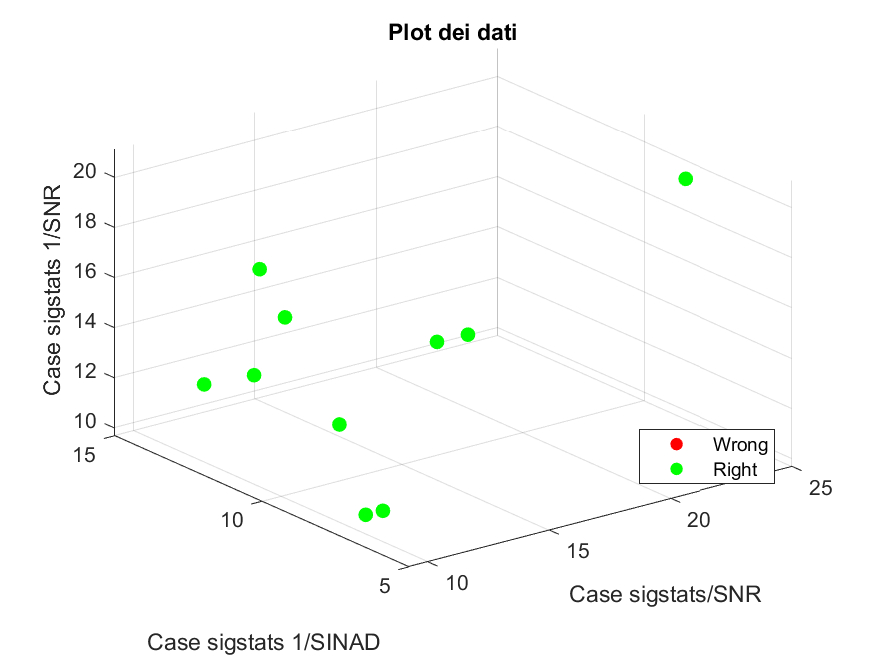 Plot dei dati
Case sigstats 1/SNR
20
18
16
14
12
10
15
10
5
Case sigstats 1/SINAD
10
15
20
25
Case sigstats/SNR
Wrong
Right